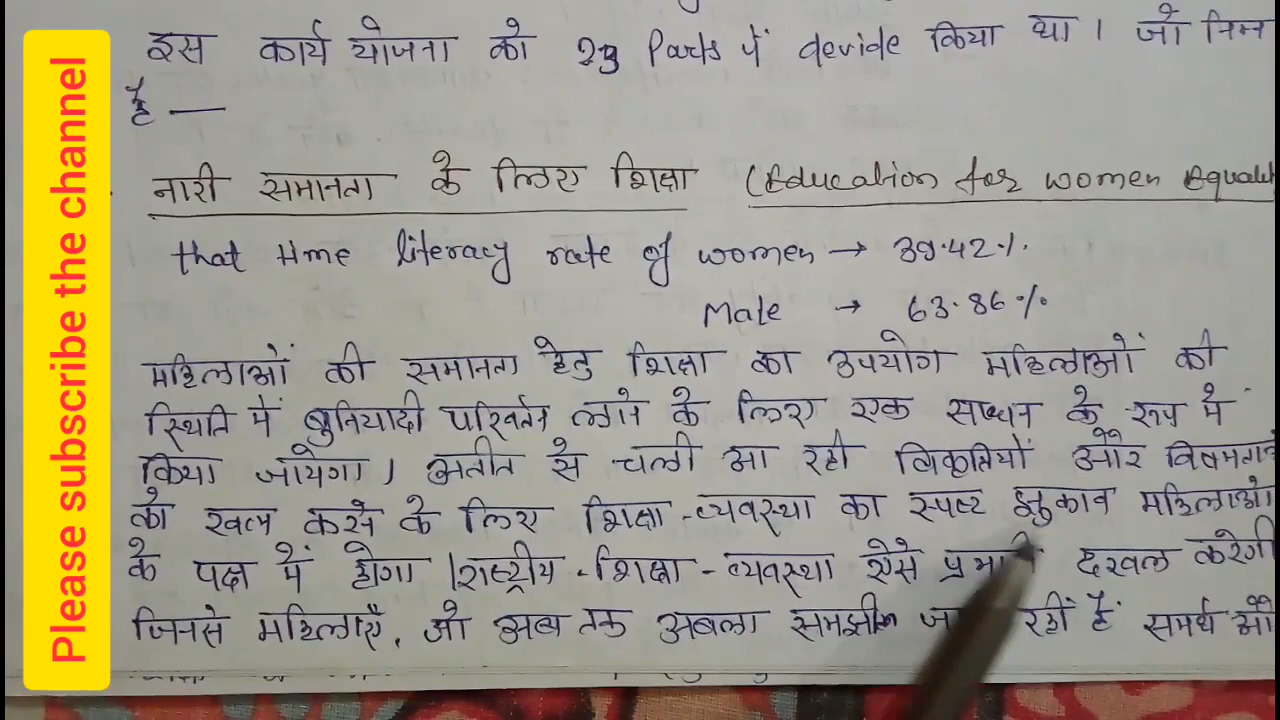 Please subscribe the channel
इस कार्य योजना को 23 Parts में devide किया था। जो निम्न
है —
नारी समानता के लिए शिक्षा (Education for women Equalit
that time literacy rate of women → 39.42%
Male → 63.86%
महिलाओं की समानता हेतु शिक्षा का उपयोग महिलाओं की
स्थिति में बुनियादी परिवर्तन लाने के लिए एक साधन के रूप में
किया जायेगा। अतीत से चली आ रही विकृतियों और विषमताओं
को खत्म करने के लिए शिक्षा-व्यवस्था का स्पष्ट झुकाव महिलाओं
के पक्ष में होगा। राष्ट्रीय-शिक्षा-व्यवस्था ऐसे दखल करेगी
जिनसे महिलाएँ, जो अब तक अबला समझी रहीं हैं समर्थ औ